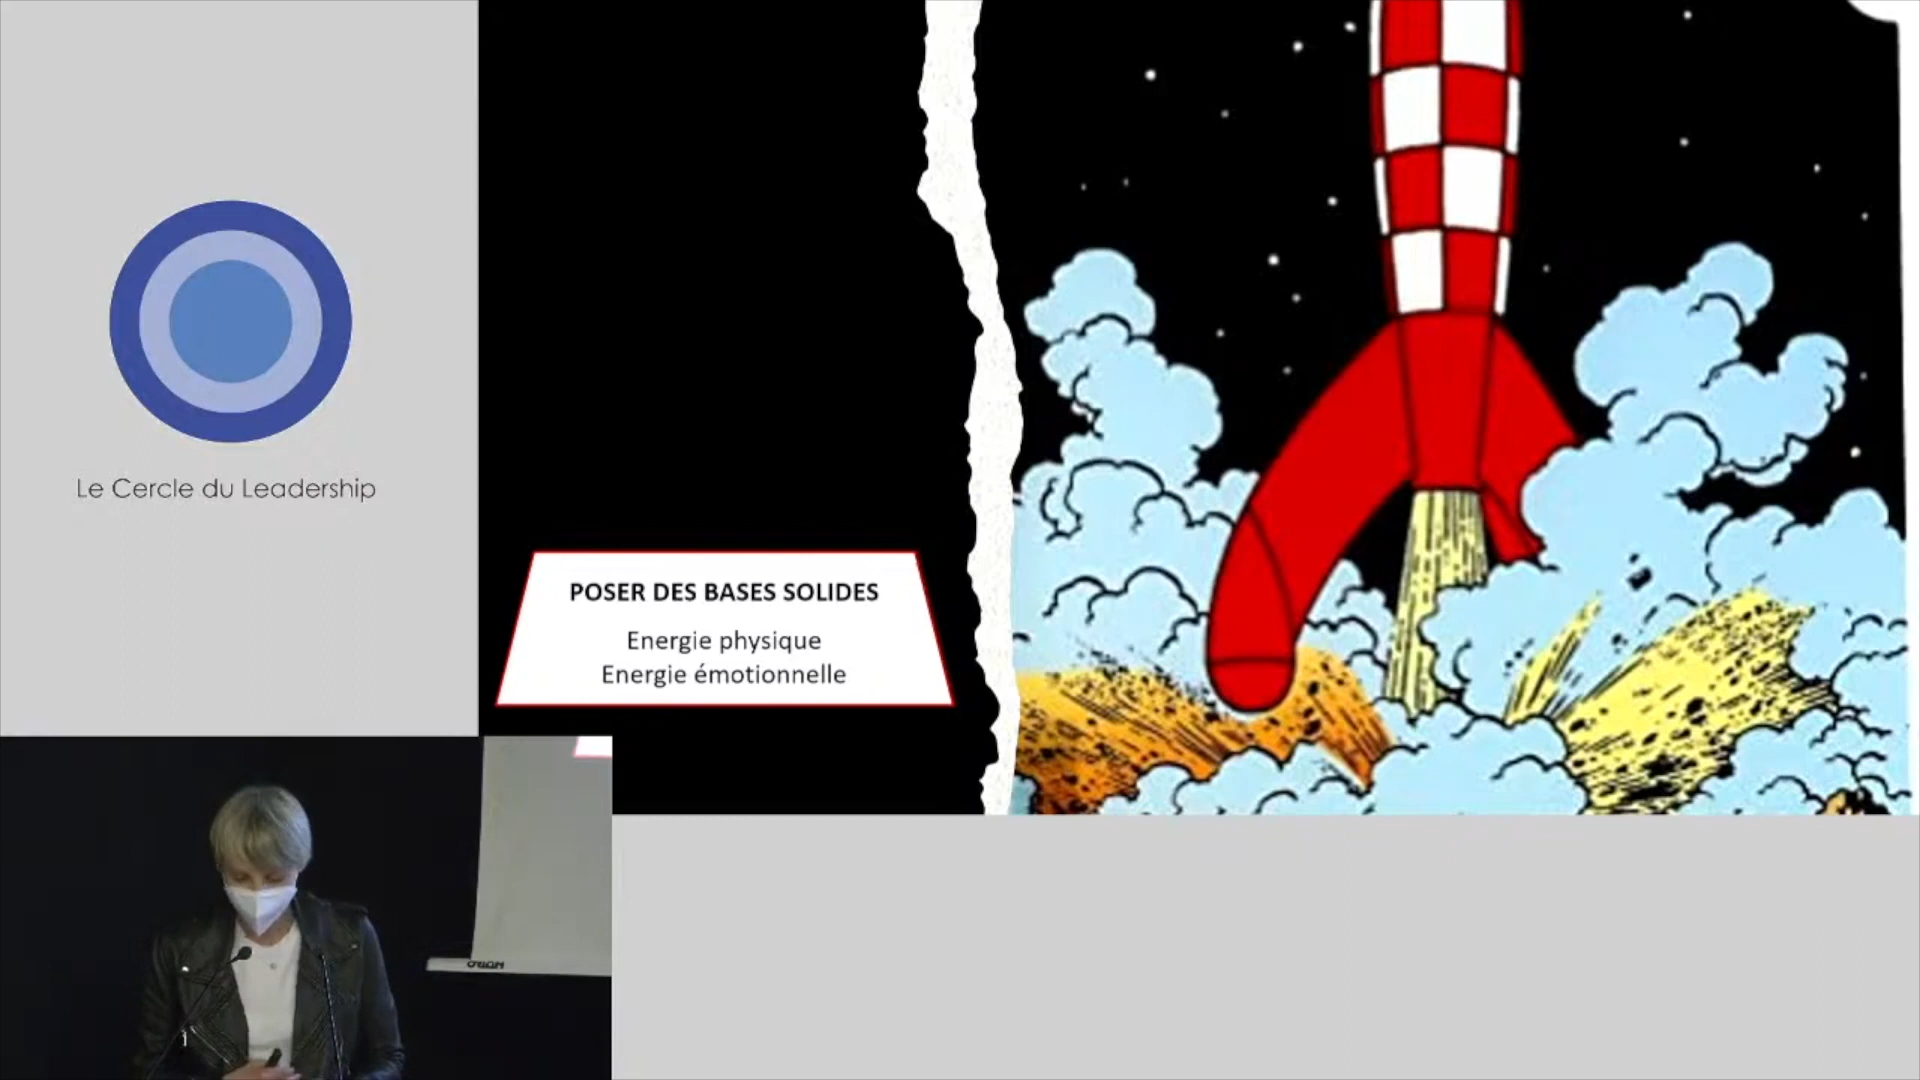 Le Cercle du Leadership
POSER DES BASES SOLIDES
Energie physique
Energie émotionnelle